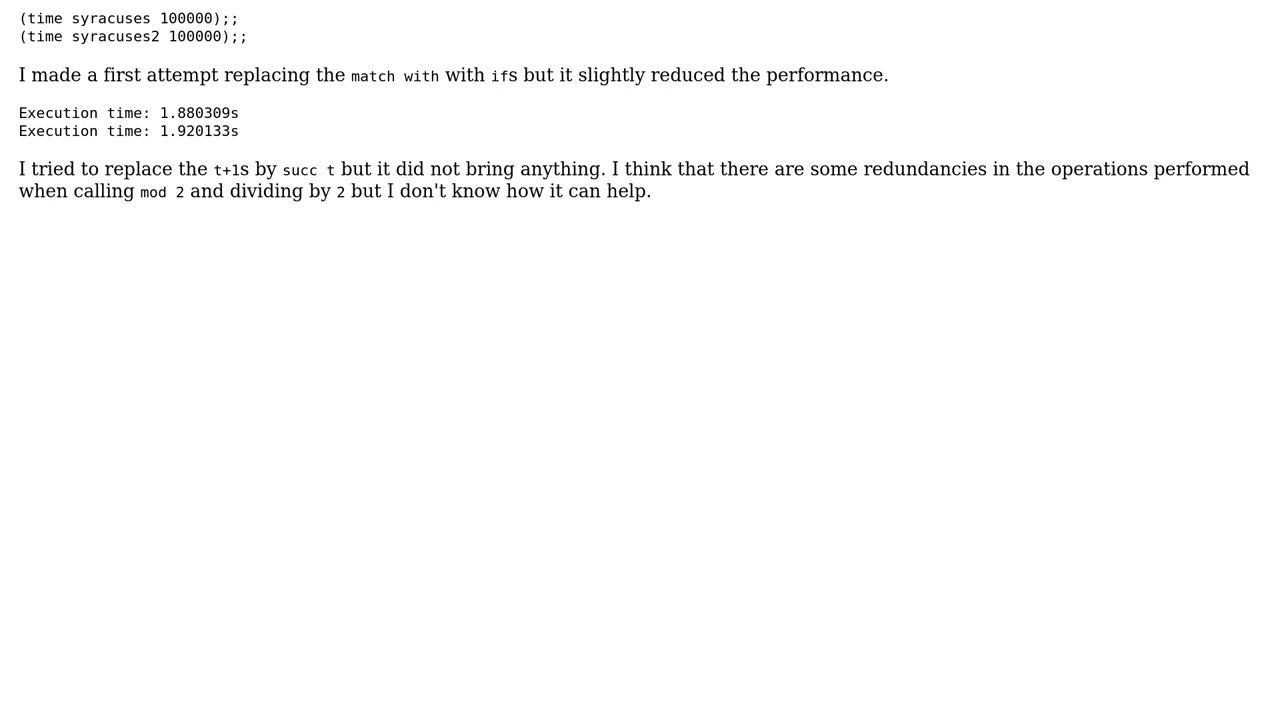 (time syracuses 100000);;
(time syracuses2 100000);;
I made a first attempt replacing the match with with ifs but it slightly reduced the performance.
Execution time: 1.880309s
Execution time: 1.920133s
I tried to replace the t+1s by succ t but it did not bring anything. I think that there are some redundancies in the operations performed
when calling mod 2 and dividing by 2 but I don't know how it can help.